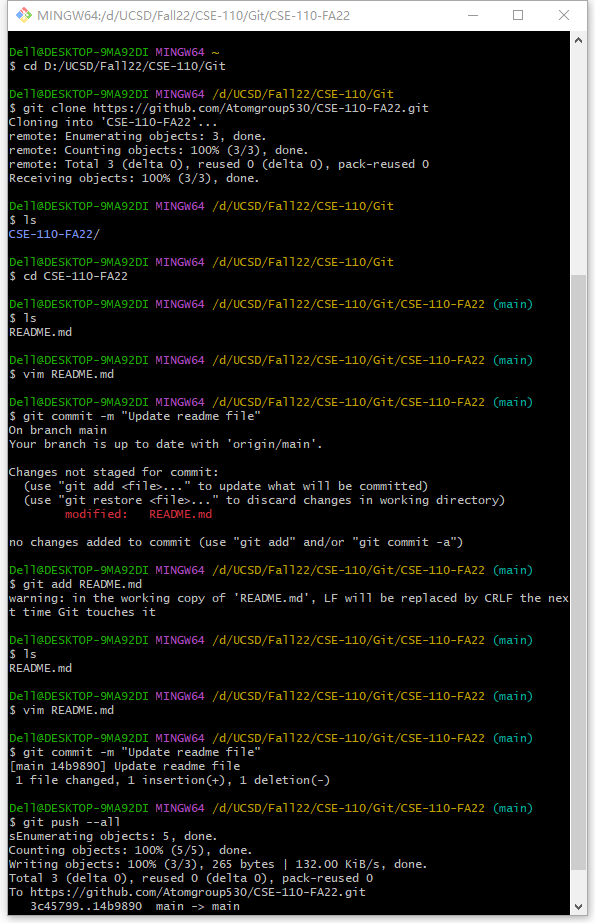 MINGW64:/d/UCSD/Fall22/CSE-110/Git/CSE-110-FA22
Dell@DESKTOP-9MA92DI MINGW64 ~
$ cd D:/UCSD/Fall22/CSE-110/Git
Dell@DESKTOP-9MA92DI MINGW64 /d/UCSD/Fall22/CSE-110/Git
$ git clone https://github.com/Atomgroup530/CSE-110-FA22.git
Cloning into 'CSE-110-FA22'...
remote: Enumerating objects: 3, done.
remote: Counting objects: 100% (3/3), done.
remote: Total 3 (delta 0), reused 0 (delta 0), pack-reused 0
Receiving objects: 100% (3/3), done.
Dell@DESKTOP-9MA92DI MINGW64 /d/UCSD/Fall22/CSE-110/Git
$ ls
CSE-110-FA22/
Dell@DESKTOP-9MA92DI MINGW64 /d/UCSD/Fall22/CSE-110/Git
$ cd CSE-110-FA22
Dell@DESKTOP-9MA92DI MINGW64 /d/UCSD/Fall22/CSE-110/Git/CSE-110-FA22 (main)
$ ls
README.md
Dell@DESKTOP-9MA92DI MINGW64 /d/UCSD/Fall22/CSE-110/Git/CSE-110-FA22 (main)
$ vim README.md
Dell@DESKTOP-9MA92DI MINGW64 /d/UCSD/Fall22/CSE-110/Git/CSE-110-FA22 (main)
$ git commit -m "Update readme file"
On branch main
Your branch is up to date with 'origin/main'.
Changes not staged for commit:
  (use "git add <file>..." to update what will be committed)
  (use "git restore <file>..." to discard changes in working directory)
        modified:   README.md
no changes added to commit (use "git add" and/or "git commit -a")
Dell@DESKTOP-9MA92DI MINGW64 /d/UCSD/Fall22/CSE-110/Git/CSE-110-FA22 (main)
$ git add README.md
warning: in the working copy of 'README.md', LF will be replaced by CRLF the nex
t time Git touches it
Dell@DESKTOP-9MA92DI MINGW64 /d/UCSD/Fall22/CSE-110/Git/CSE-110-FA22 (main)
$ ls
README.md
Dell@DESKTOP-9MA92DI MINGW64 /d/UCSD/Fall22/CSE-110/Git/CSE-110-FA22 (main)
$ vim README.md
Dell@DESKTOP-9MA92DI MINGW64 /d/UCSD/Fall22/CSE-110/Git/CSE-110-FA22 (main)
$ git commit -m "Update readme file"
[main 14b9890] Update readme file
 1 file changed, 1 insertion(+), 1 deletion(-)
Dell@DESKTOP-9MA92DI MINGW64 /d/UCSD/Fall22/CSE-110/Git/CSE-110-FA22 (main)
$ git push --all
sEnumerating objects: 5, done.
Counting objects: 100% (5/5), done.
Writing objects: 100% (3/3), 265 bytes | 132.00 KiB/s, done.
Total 3 (delta 0), reused 0 (delta 0), pack-reused 0
To https://github.com/Atomgroup530/CSE-110-FA22.git
   3c45799..14b9890  main -> main